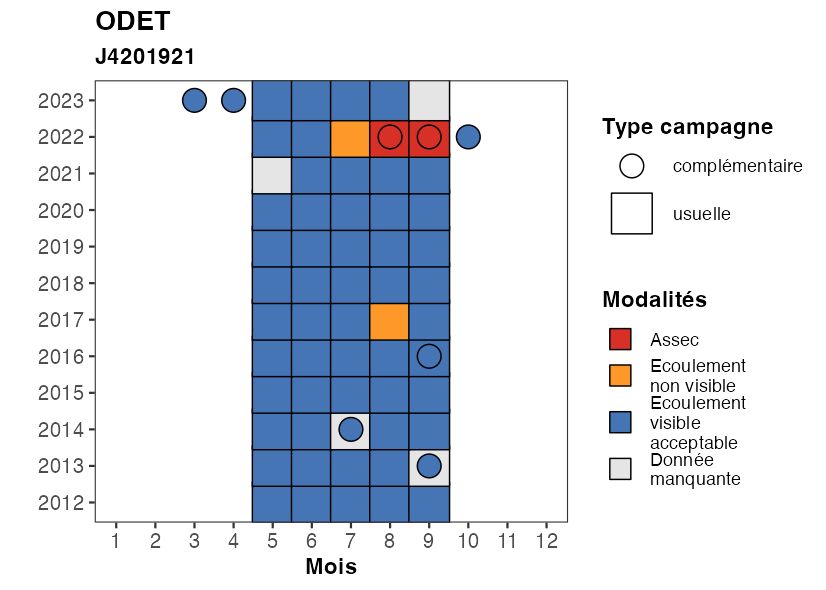 ODET
J4201921
2023
2022
2021
2020
2019
2018
2017
2016
2015
2014
2013
2012
1 2 3 4 5 6 7 8 9 10 11 12
Mois
Type campagne
complémentaire
usuelle
Modalités
Assec
Ecoulement
non visible
Ecoulement
visible
acceptable
Donnée
manquante